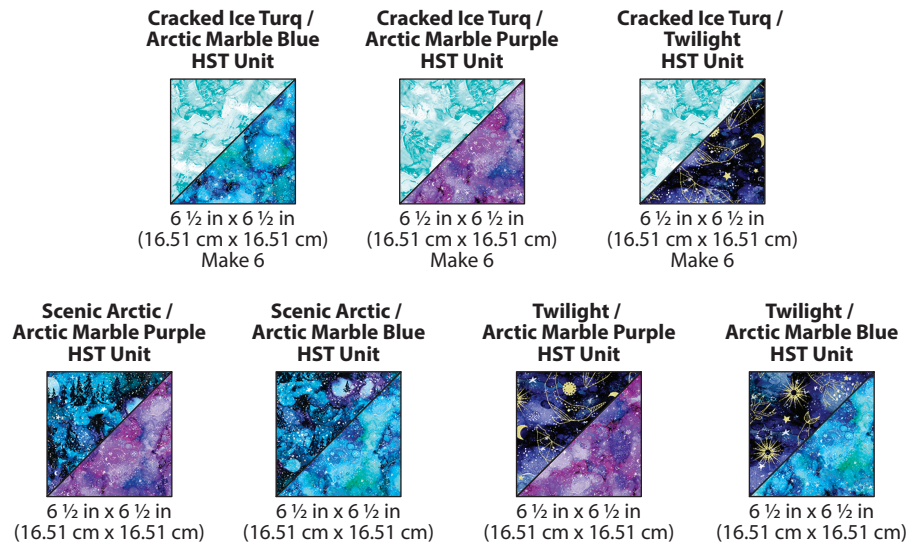 Cracked Ice Turq /
Arctic Marble Blue
HST Unit
6 ½ in x 6 ½ in
(16.51 cm x 16.51 cm)
Make 6
Cracked Ice Turq /
Arctic Marble Purple
HST Unit
6 ½ in x 6 ½ in
(16.51 cm x 16.51 cm)
Make 6
Cracked Ice Turq /
Twilight
HST Unit
6 ½ in x 6 ½ in
(16.51 cm x 16.51 cm)
Make 6
Scenic Arctic /
Arctic Marble Purple
HST Unit
6 ½ in x 6 ½ in
(16.51 cm x 16.51 cm)
Scenic Arctic /
Arctic Marble Blue
HST Unit
6 ½ in x 6 ½ in
(16.51 cm x 16.51 cm)
Twilight /
Arctic Marble Purple
HST Unit
6 ½ in x 6 ½ in
(16.51 cm x 16.51 cm)
Twilight /
Arctic Marble Blue
HST Unit
6 ½ in x 6 ½ in
(16.51 cm x 16.51 cm)